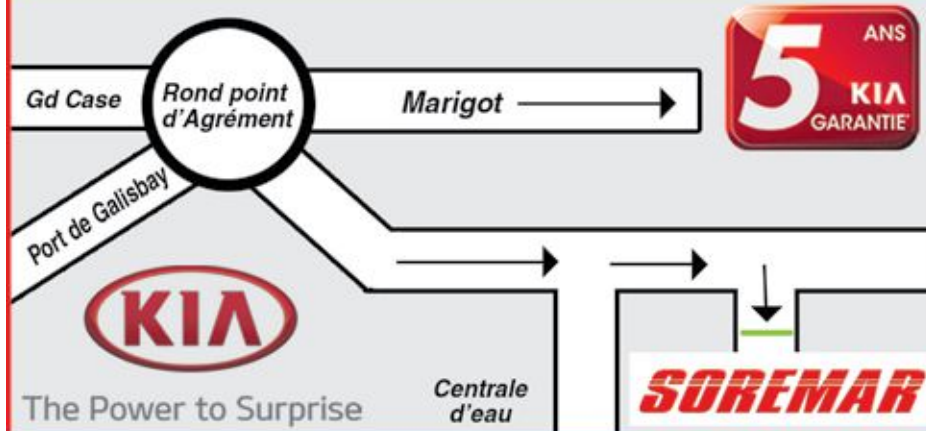 5 ANS
KIA
GARANTIE
Gd Case
Rond point
d'Agrément
Marigot
Port de Galisbay
KIA
The Power to Surprise
Centrale
d'eau
SOREMAR